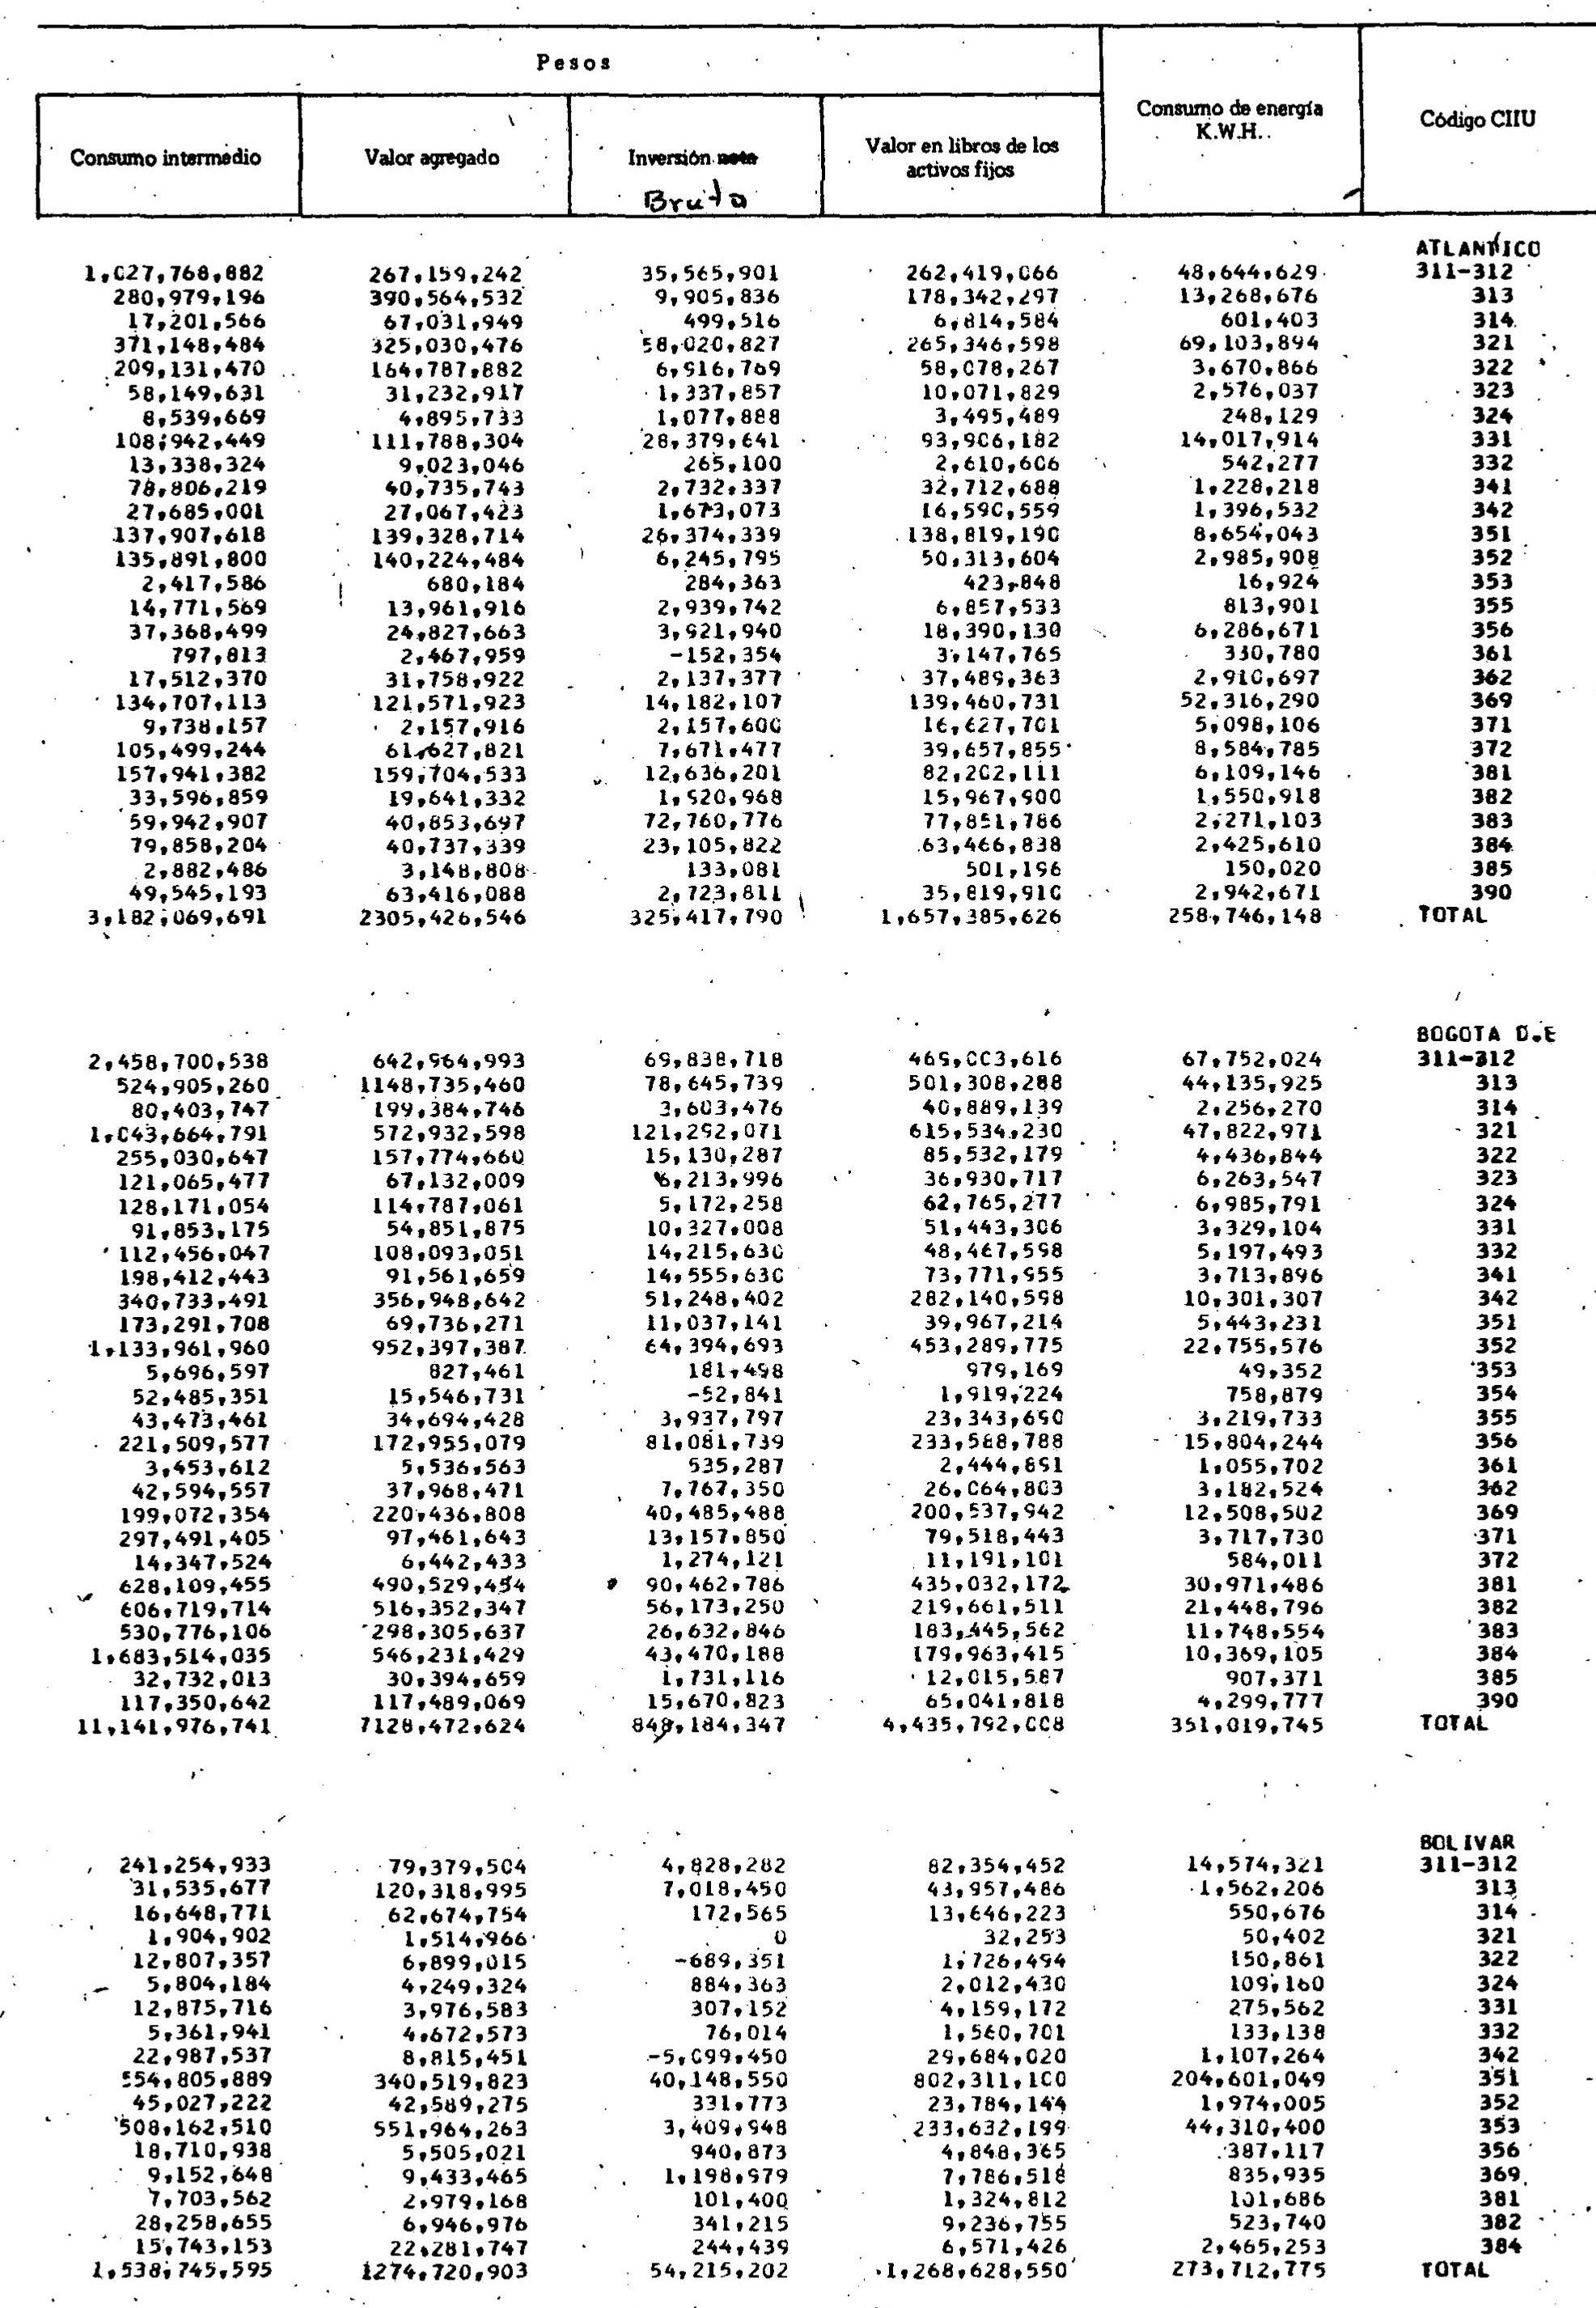 Pesos
Consumo intermedio Valor agregado Inversión neta Bruta Valor en libros de los activos fijos Consumo de energía K.W.H. Código CIIU
ATLANTICO
1,027,768,882 267,159,242 35,565,901 262,419,066 48,644,629 311-312
280,979,196 390,564,532 9,905,836 178,342,297 13,268,676 313
17,201,566 67,031,949 499,516 6,814,584 601,403 314
371,148,484 325,030,476 58,020,827 265,346,598 69,103,894 321
209,131,470 164,787,882 6,916,769 58,078,267 3,670,866 322
58,149,631 31,232,917 1,337,857 10,071,829 2,576,037 323
8,539,669 4,895,733 1,077,888 3,495,489 248,129 324
108,942,449 111,788,304 28,379,641 93,906,182 14,017,914 331
13,338,324 9,023,046 265,100 2,610,606 542,277 332
78,806,219 40,735,743 2,732,337 32,712,688 1,228,218 341
27,685,001 27,067,423 1,673,073 16,590,559 1,396,532 342
137,907,618 139,328,714 26,374,339 138,819,190 8,654,043 351
135,891,800 140,224,484 6,245,795 50,313,604 2,985,908 352
2,417,586 680,184 284,363 423,848 16,924 353
14,771,569 13,961,916 2,939,742 6,857,533 813,901 355
37,368,499 24,827,663 3,921,940 18,390,130 6,286,671 356
797,813 2,467,959 -152,354 3,147,765 330,780 361
17,512,370 31,758,922 2,137,377 37,489,363 2,910,697 362
134,707,113 121,571,923 14,182,107 139,460,731 52,316,290 369
9,738,157 2,157,916 2,157,600 16,627,701 5,098,106 371
105,499,244 61,627,821 7,671,477 39,657,855 8,584,785 372
157,941,382 159,704,533 12,636,201 82,202,111 6,109,146 381
33,596,859 19,641,332 1,920,968 15,967,900 1,550,918 382
59,942,907 40,853,697 72,760,776 77,851,786 2,271,103 383
79,858,204 40,737,339 23,105,822 63,466,838 2,425,610 384
2,882,486 3,148,808 133,081 501,196 150,020 385
49,545,193 63,416,088 2,723,811 35,819,910 2,942,671 390
3,182,069,691 2305,426,546 325,417,790 1,657,385,626 258,746,148 TOTAL
BOGOTA D.E
2,458,700,538 642,964,993 69,838,718 465,003,616 67,752,024 311-312
524,905,260 1148,735,460 78,645,739 501,308,288 44,135,925 313
80,403,747 199,384,746 3,603,476 40,889,139 2,256,270 314
1,043,664,791 572,932,598 121,292,071 615,534,230 47,822,971 321
255,030,647 157,774,660 15,130,287 85,532,179 4,436,844 322
121,065,477 67,132,009 6,213,996 36,930,717 6,263,547 323
128,171,054 114,787,061 5,172,258 62,765,277 6,985,791 324
91,853,175 54,851,875 10,327,008 51,443,306 3,329,104 331
112,456,047 108,093,051 14,215,630 48,467,598 5,197,493 332
198,412,443 91,561,659 14,555,630 73,771,955 3,713,896 341
340,733,491 356,948,642 51,248,402 282,140,598 10,301,307 342
173,291,708 69,736,271 11,037,141 39,967,214 5,443,231 351
1,133,961,960 952,397,387 64,394,693 453,289,775 22,755,576 352
5,696,597 827,461 181,498 979,169 49,352 353
52,485,351 15,546,731 -52,841 1,919,224 758,879 354
43,473,461 34,694,428 3,937,797 23,343,690 3,219,733 355
221,509,577 172,955,079 81,081,739 233,568,788 15,804,244 356
3,453,612 5,536,563 535,287 2,444,891 1,055,702 361
42,594,557 37,968,471 7,767,350 26,064,803 3,182,524 362
199,072,354 220,436,808 40,485,488 200,537,942 12,508,502 369
297,491,405 97,461,643 13,157,850 79,518,443 3,717,730 371
14,347,524 6,442,433 1,274,121 11,191,101 584,011 372
628,109,455 490,529,454 90,462,786 435,032,172 30,971,486 381
606,719,714 516,352,347 56,173,250 219,661,511 21,448,796 382
530,776,106 298,305,637 26,632,846 183,445,562 11,748,554 383
1,683,514,035 546,231,429 43,470,188 179,963,415 10,369,105 384
32,732,013 30,394,659 1,731,116 12,015,587 907,371 385
117,350,642 117,489,069 15,670,823 65,041,818 4,299,777 390
11,141,976,741 7128,472,624 848,184,347 4,435,792,008 351,019,745 TOTAL
BOLIVAR
241,254,933 79,379,504 4,828,282 82,354,452 14,574,321 311-312
31,535,677 120,318,995 7,018,450 43,957,486 1,562,206 313
16,648,771 62,674,754 172,565 13,646,223 550,676 314
1,904,902 1,514,966 0 32,253 50,402 321
12,807,357 6,899,015 -689,351 1,726,494 150,861 322
5,804,184 4,249,324 884,363 2,012,430 109,160 324
12,875,716 3,976,583 307,152 4,159,172 275,562 331
5,361,941 4,672,573 76,014 1,560,701 133,138 332
22,987,537 8,815,451 -5,099,450 29,684,020 1,107,264 342
554,805,889 340,519,823 40,148,550 802,311,100 204,601,049 351
45,027,222 42,589,275 331,773 23,784,144 1,974,005 352
508,162,510 551,964,263 3,409,948 233,632,199 44,310,400 353
18,710,938 5,505,021 940,873 4,848,365 387,117 356
9,152,648 9,433,465 1,198,979 7,786,518 835,935 369
7,703,562 2,979,168 101,400 1,324,812 101,686 381
28,258,655 6,946,976 341,215 9,236,755 523,740 382
15,743,153 22,281,747 244,439 6,571,426 2,465,253 384
1,538,745,595 1274,720,903 54,215,202 1,268,628,550 273,712,775 TOTAL